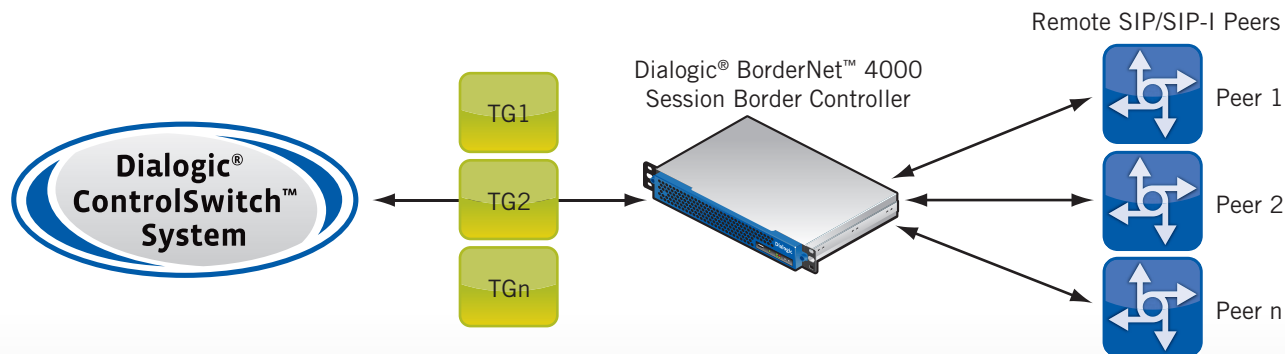 Remote SIP/SIP-I Peers
Dialogic® BorderNet™ 4000
Session Border Controller
Dialogic®
ControlSwitch™
System
TG1
TG2
TGn
Dialogic
Peer 1
Peer 2
Peer n